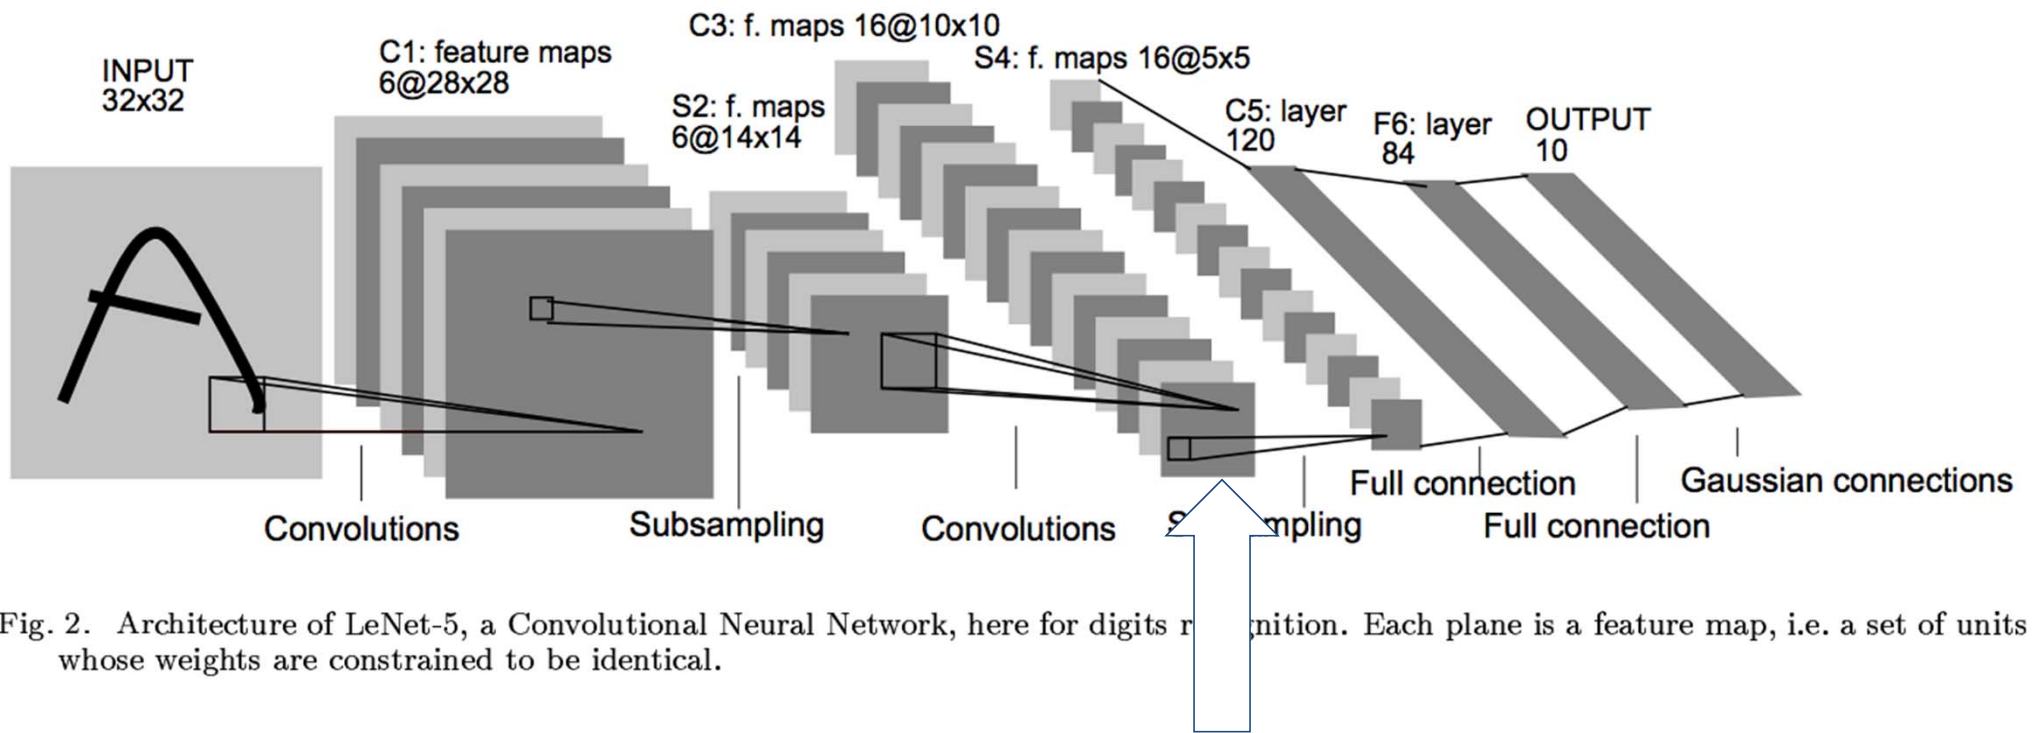 INPUT
32x32
C1: feature maps
6@28x28
S2: f. maps
6@14x14
C3: f. maps 16@10x10
S4: f. maps 16@5x5
C5: layer
120
F6: layer
84
OUTPUT
10
Convolutions
Subsampling
Convolutions
S mpling
Full connection
Full connection
Gaussian connections
Fig. 2. Architecture of LeNet-5, a Convolutional Neural Network, here for digits r gnition. Each plane is a feature map, i.e. a set of units
whose weights are constrained to be identical.